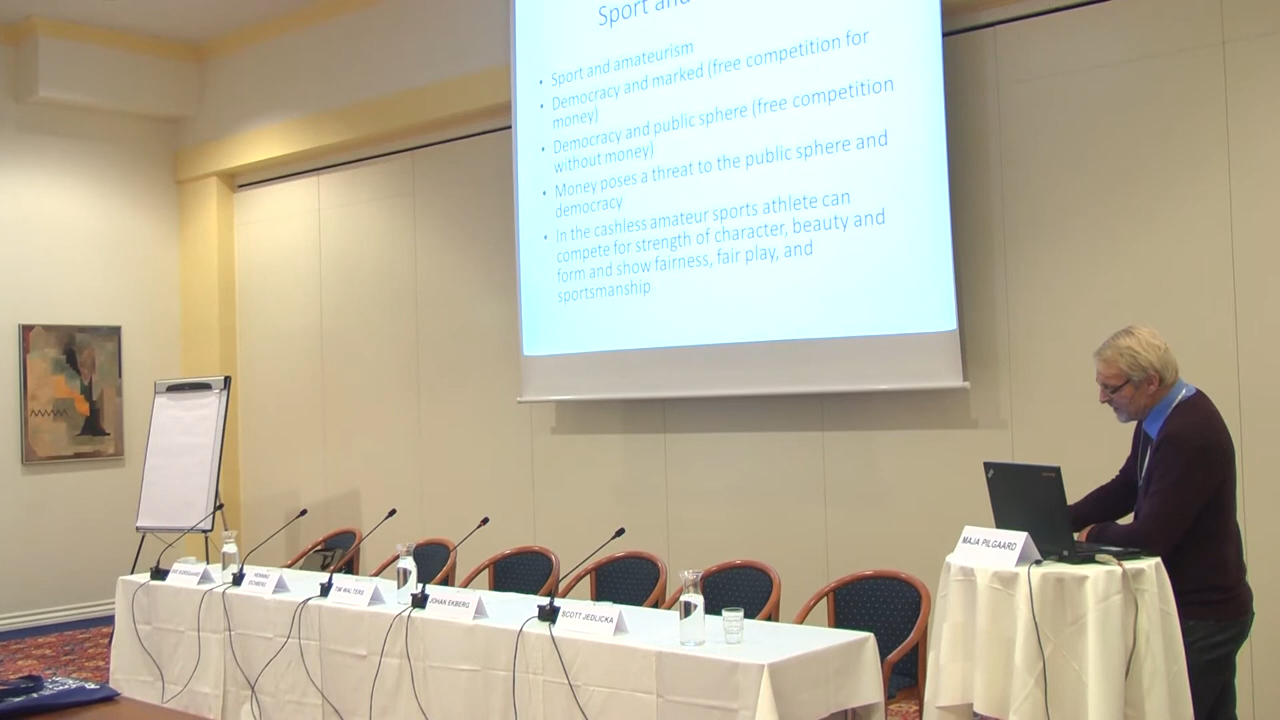 Sport and
• Sport and amateurism
• Democracy and marked (free competition for
money)
• Democracy and public sphere (free competition
without money)
• Money poses a threat to the public sphere and
democracy
• In the cashless amateur sports athlete can
compete for strength of character, beauty and
form and show fairness, fair play, and
sportsmanship
MAJA PILGAARD
HENNING
TIM WALTERS
JOHAN EKBERG
SCOTT JEDLICKA